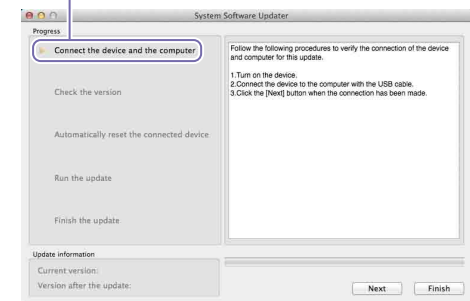 System Software Updater
Progress
Connect the device and the computer
Check the version
Automatically reset the connected device
Run the update
Finish the update
Follow the following procedures to verify the connection of the device
and computer for this update.
1.Turn on the device.
2.Connect the device to the computer with the USB cable.
3.Click the [Next] button when the connection has been made.
Update information
Current version:
Version after the update:
Next
Finish